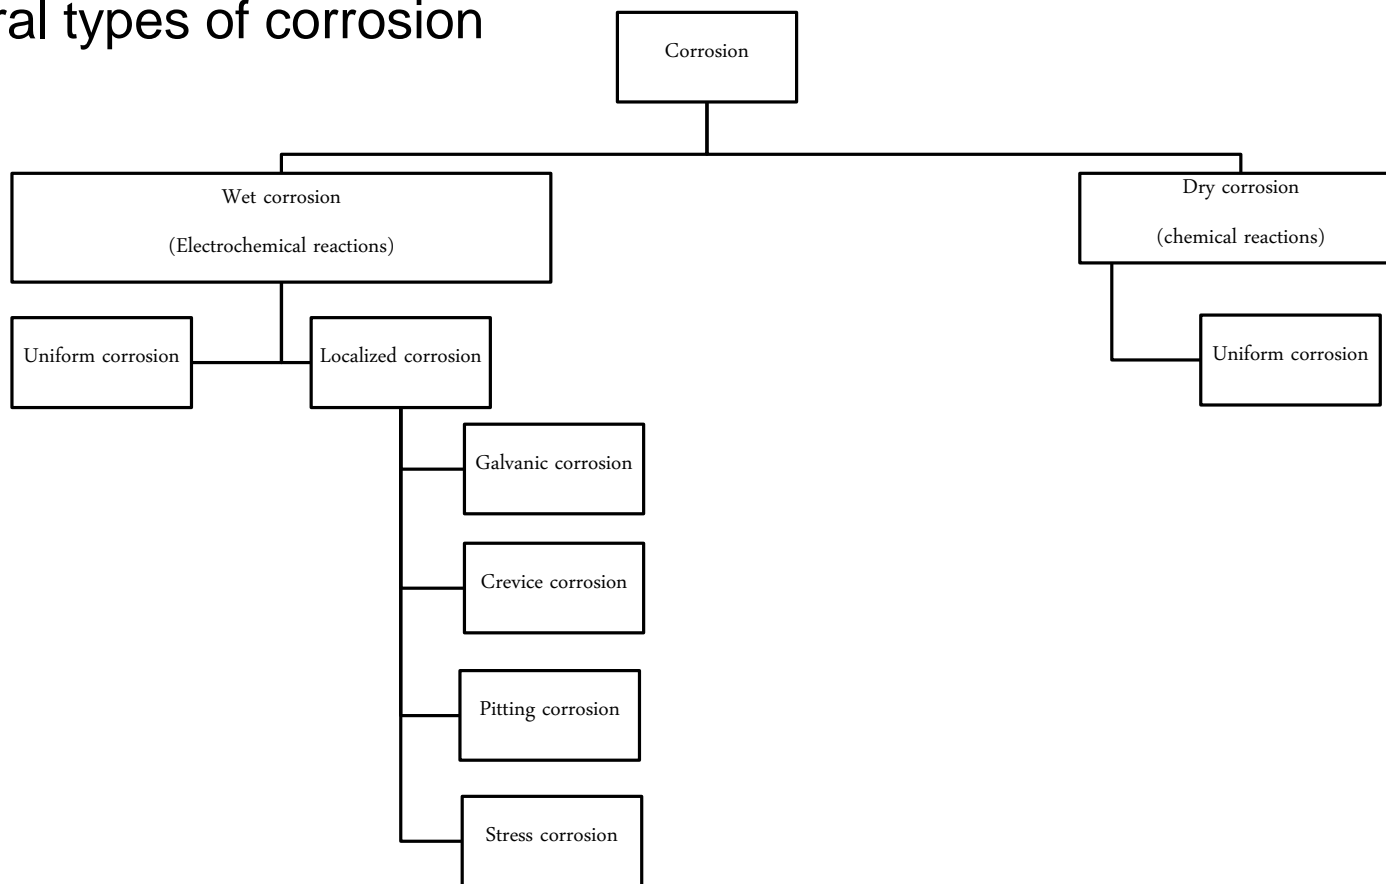 types of corrosion
Corrosion
Wet corrosion
(Electrochemical reactions)
Dry corrosion
(chemical reactions)
Uniform corrosion
Localized corrosion
Uniform corrosion
Galvanic corrosion
Crevice corrosion
Pitting corrosion
Stress corrosion